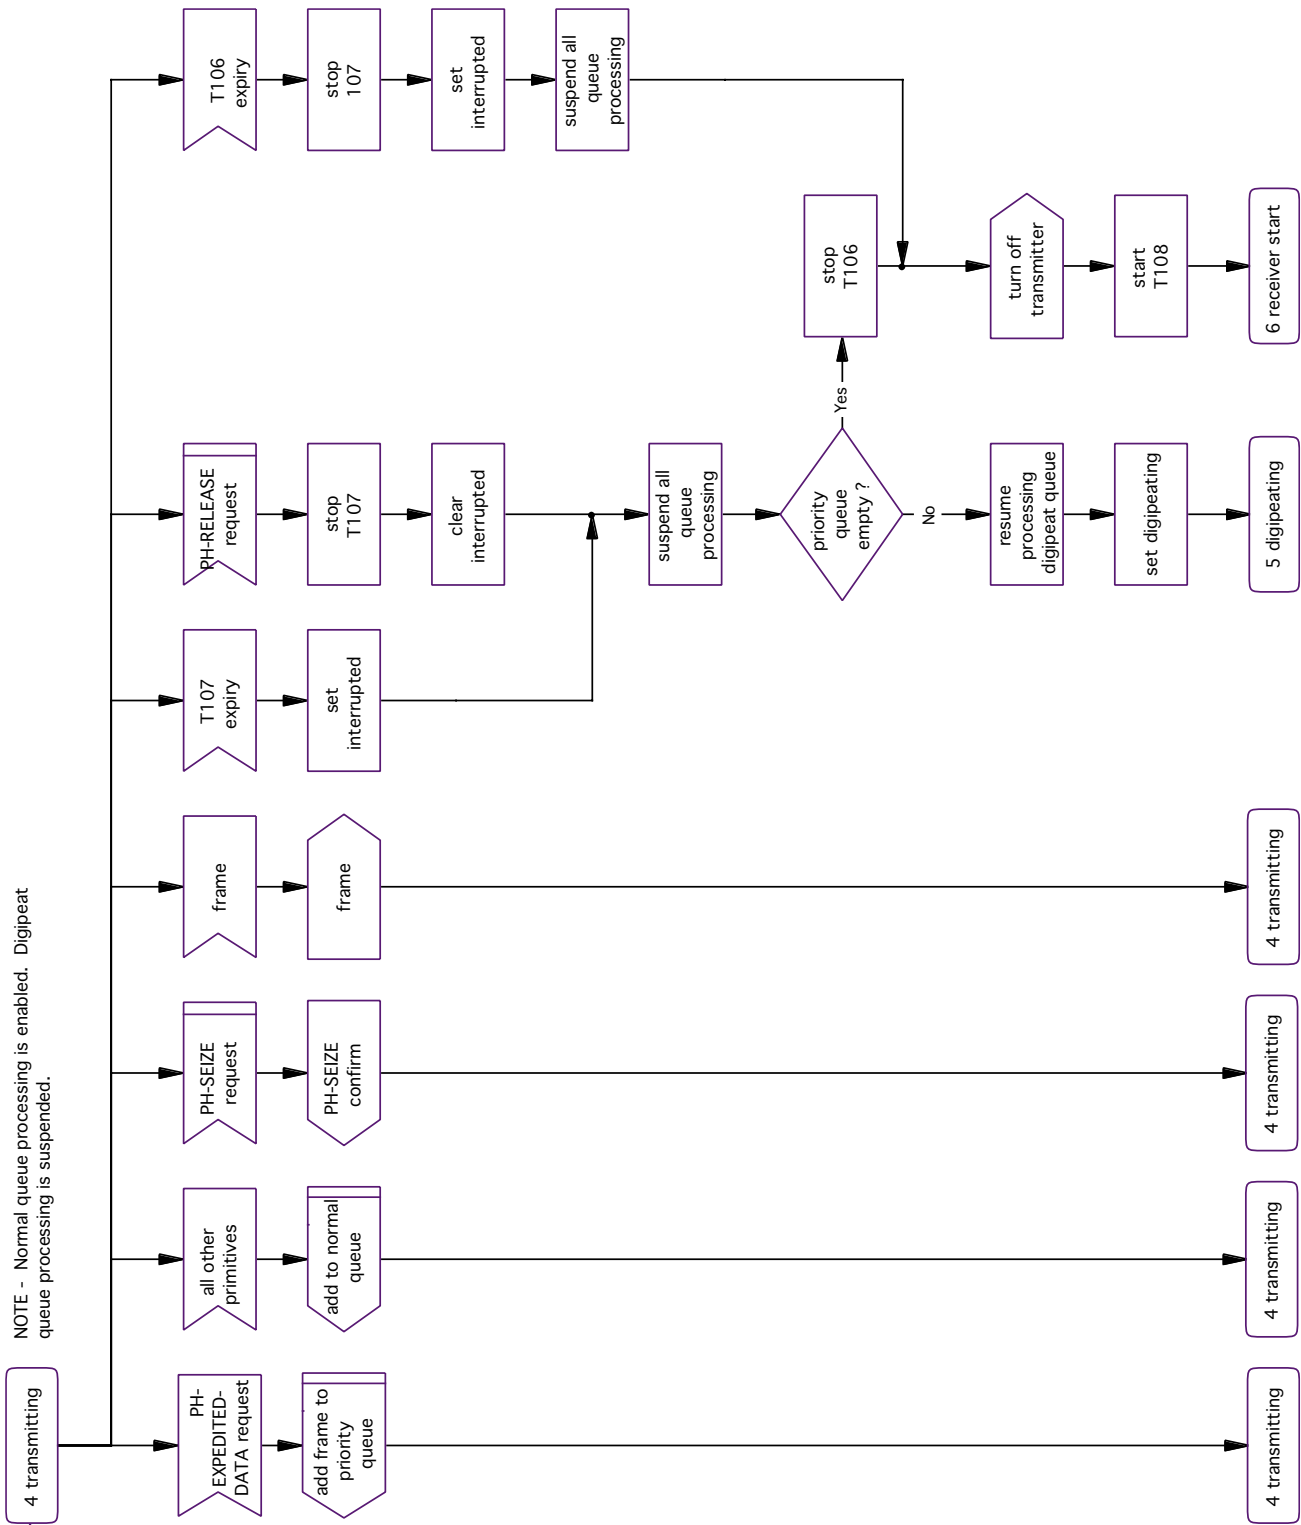 4 transmitting
NOTE - Normal queue processing is enabled. Digipeat
queue processing is suspended.
PH-
EXPEDITED-
DATA request
add frame to
priority
queue
4 transmitting
all other
primitives
add to normal
queue
4 transmitting
PH-SEIZE
request
PH-SEIZE
confirm
4 transmitting
frame
frame
4 transmitting
T107
expiry
set
interrupted
PH-RELEASE
request
stop
T107
clear
interrupted
suspend all
queue
processing
priority
queue
empty ?
No
resume
processing
digipeat queue
set digipeating
5 digipeating
Yes
stop
T106
turn off
transmitter
start
T108
6 receiver start
T106
expiry
stop
107
set
interrupted
suspend all
queue
processing